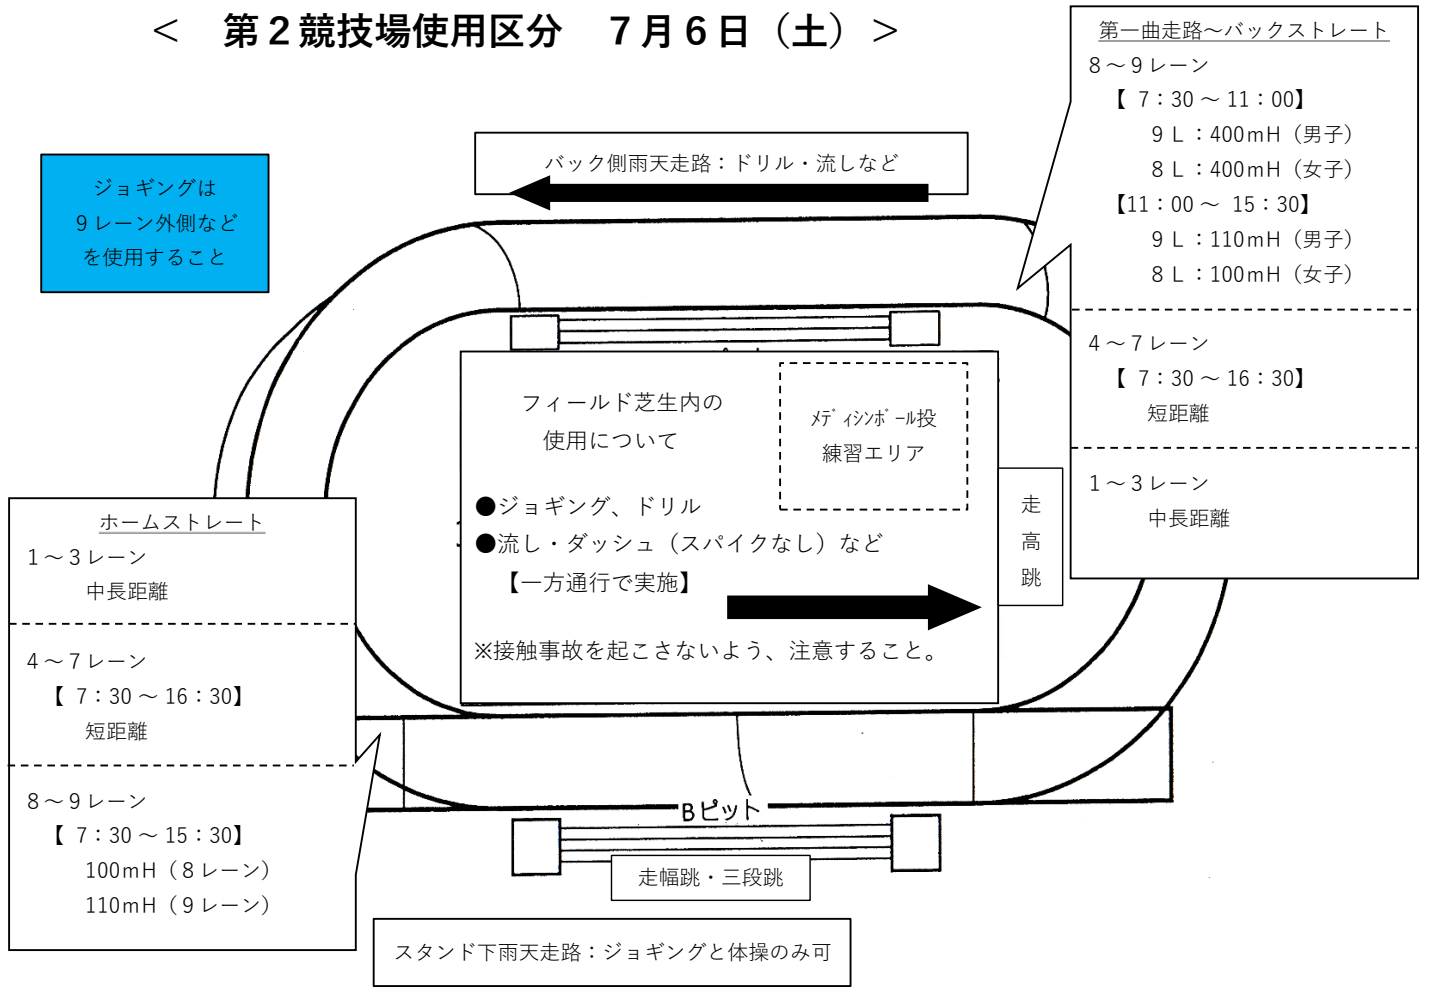 ＜　第２競技場使用区分　７月６日（土）＞
第一曲走路～バックストレート
８～９レーン
【 7：30 ～ 11：00】
９Ｌ：400mH（男子）
８Ｌ：400mH（女子）
【11：00 ～ 15：30】
９Ｌ：110mH（男子）
８Ｌ：100mH（女子）
４～７レーン
【 7：30 ～ 16：30】
短距離
１～３レーン
中長距離
バック側雨天走路：ドリル・流しなど
ジョギングは
９レーン外側など
を使用すること
フィールド芝生内の
使用について
ﾒﾃﾞｨｼﾝﾎﾞｰﾙ投
練習エリア
●ジョギング、ドリル
●流し・ダッシュ（スパイクなし）など
【一方通行で実施】
※接触事故を起こさないよう、注意すること。
走
高
跳
ホームストレート
１～３レーン
中長距離
４～７レーン
【 7：30 ～ 16：30】
短距離
８～９レーン
【 7：30 ～ 15：30】
100mH（８レーン）
110mH（９レーン）
Bピット
走幅跳・三段跳
スタンド下雨天走路：ジョギングと体操のみ可